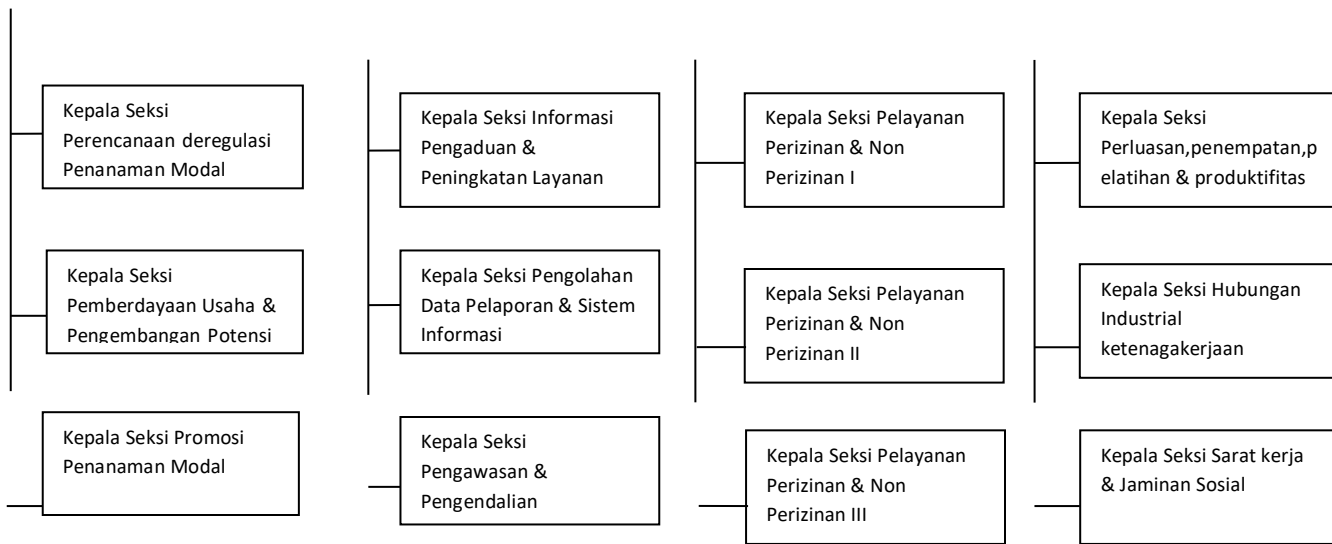 Kepala Seksi
Perencanaan deregulasi
Penanaman Modal
Kepala Seksi Informasi
Pengaduan &
Peningkatan Layanan
Kepala Seksi Pelayanan
Perizinan & Non
Perizinan I
Kepala Seksi
Perluasan,penempatan,p
elatihan & produktifitas
Kepala Seksi
Pemberdayaan Usaha &
Pengembangan Potensi
Kepala Seksi Pengolahan
Data Pelaporan & Sistem
Informasi
Kepala Seksi Pelayanan
Perizinan & Non
Perizinan II
Kepala Seksi Hubungan
Industrial
ketenagakerjaan
Kepala Seksi Promosi
Penanaman Modal
Kepala Seksi
Pengawasan &
Pengendalian
Kepala Seksi Pelayanan
Perizinan & Non
Perizinan III
Kepala Seksi Sarat kerja
& Jaminan Sosial